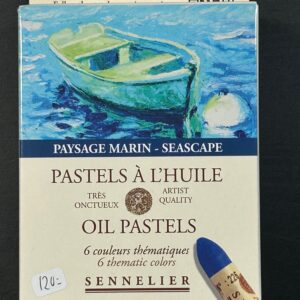 PAYSAGE MARIN - SEASCAPE
PASTELS À L'HUILE
TRÈS
ONCTUEUX
ARTIST
QUALITY
OIL PASTELS
6 couleurs thématiques
6 thematic colors
SENNELIER
120:-